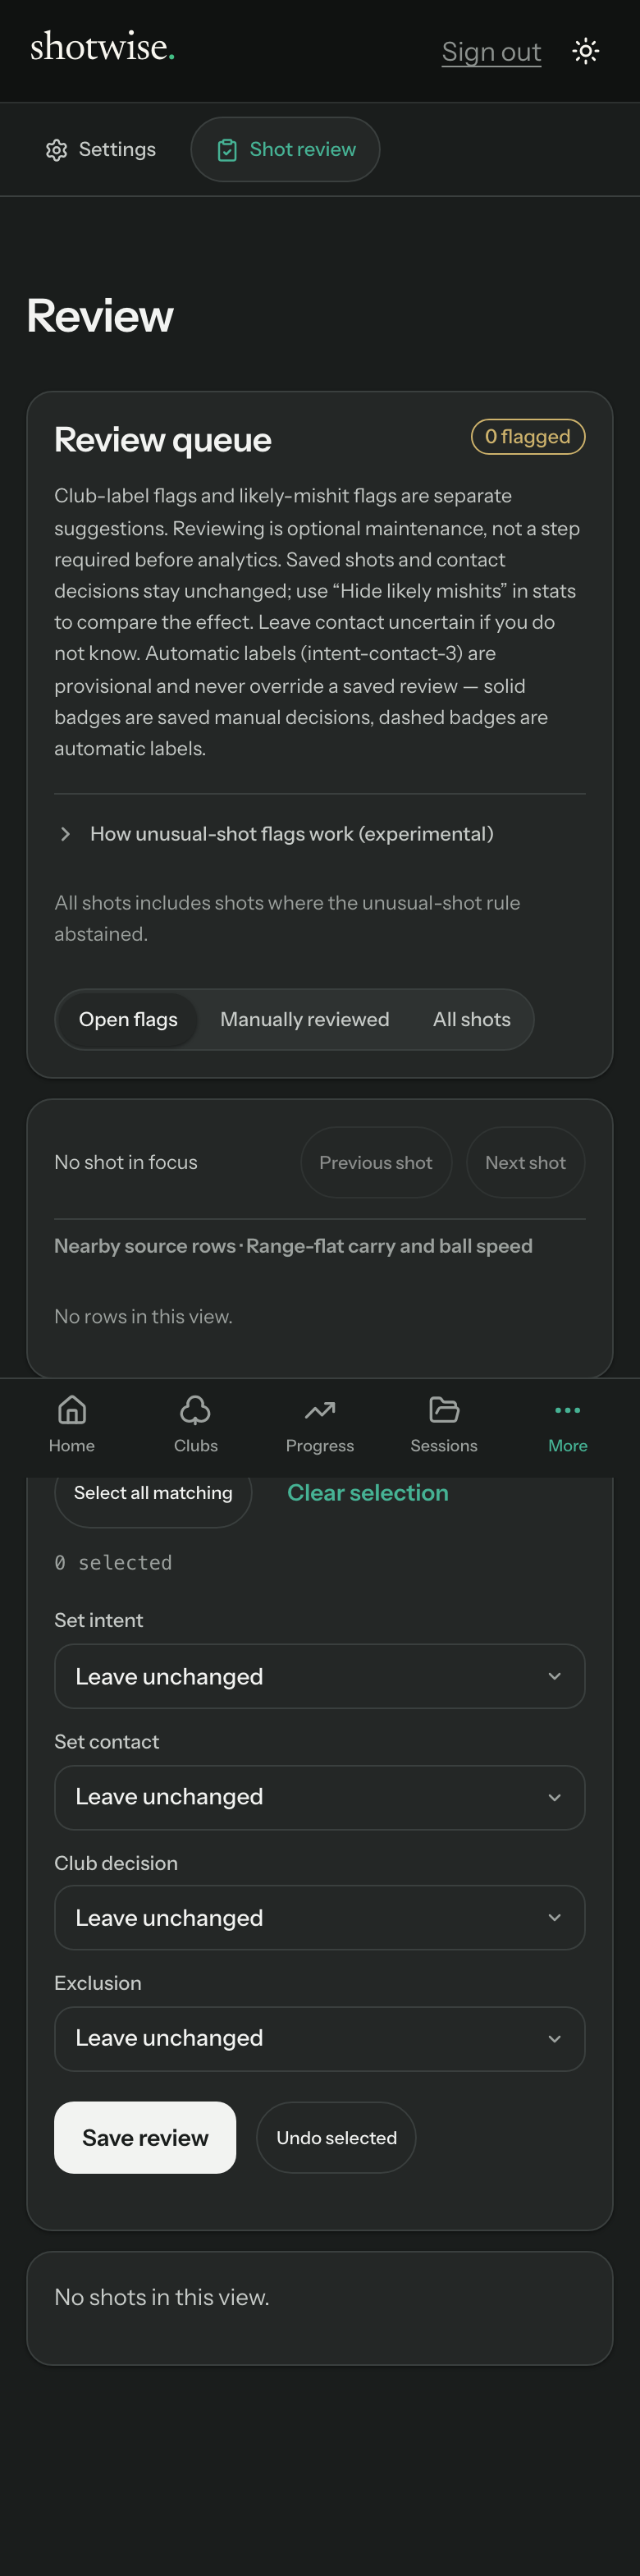 shotwise.
Sign out
Settings
Shot review
Review
Review queue
0 flagged
Club-label flags and likely-mishit flags are separate
suggestions. Reviewing is optional maintenance, not a step
required before analytics. Saved shots and contact
decisions stay unchanged; use “Hide likely mishits” in stats
to compare the effect. Leave contact uncertain if you do
not know. Automatic labels (intent-contact-3) are
provisional and never override a saved review — solid
badges are saved manual decisions, dashed badges are
automatic labels.
How unusual-shot flags work (experimental)
All shots includes shots where the unusual-shot rule
abstained.
Open flags
Manually reviewed
All shots
No shot in focus
Previous shot
Next shot
Nearby source rows · Range-flat carry and ball speed
No rows in this view.
Home
Clubs
Progress
Sessions
More
Select all matching
Clear selection
0 selected
Set intent
Leave unchanged
Set contact
Leave unchanged
Club decision
Leave unchanged
Exclusion
Leave unchanged
Save review
Undo selected
No shots in this view.